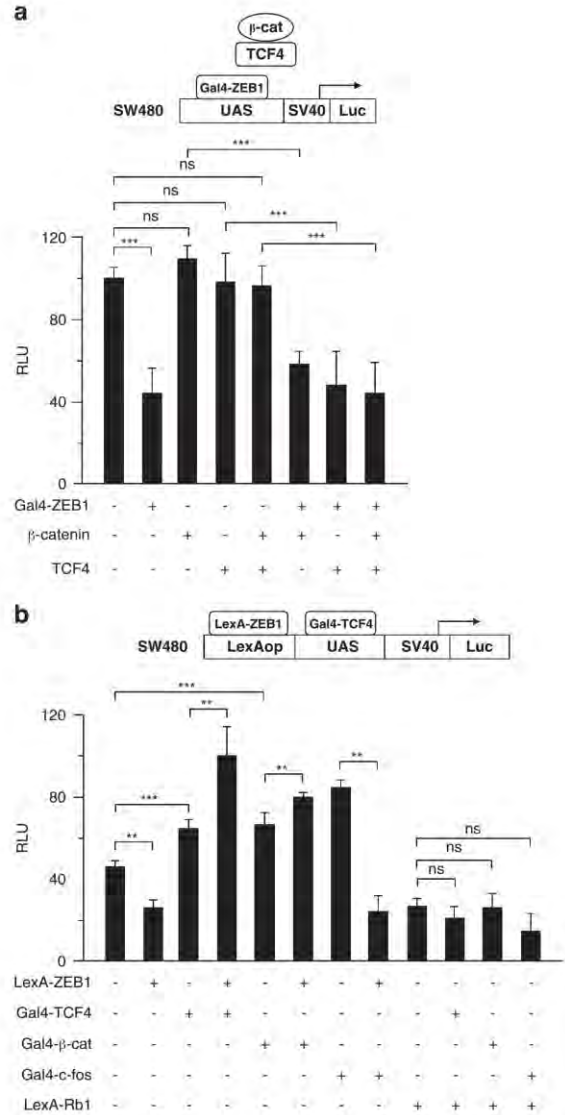 a
β-cat
TCF4
Gal4-ZEB1
SW480 UAS SV40 Luc
***
ns
ns
***
ns
***
***
120
80
40
0
RLU
Gal4-ZEB1 - + - - - + + +
β-catenin - - + - + + - +
TCF4 - - - + + - + +
b
LexA-ZEB1 Gal4-TCF4
SW480 LexAop UAS SV40 Luc
***
**
120
**
**
***
**
ns
ns
ns
80
40
0
RLU
LexA-ZEB1 - + - + - + - + - - - -
Gal4-TCF4 - - + + - - - - - + - -
Gal4-β-cat - - - - + + - - - - + -
Gal4-c-fos - - - - - - + + - - - +
LexA-Rb1 - - - - - - - - + + + +